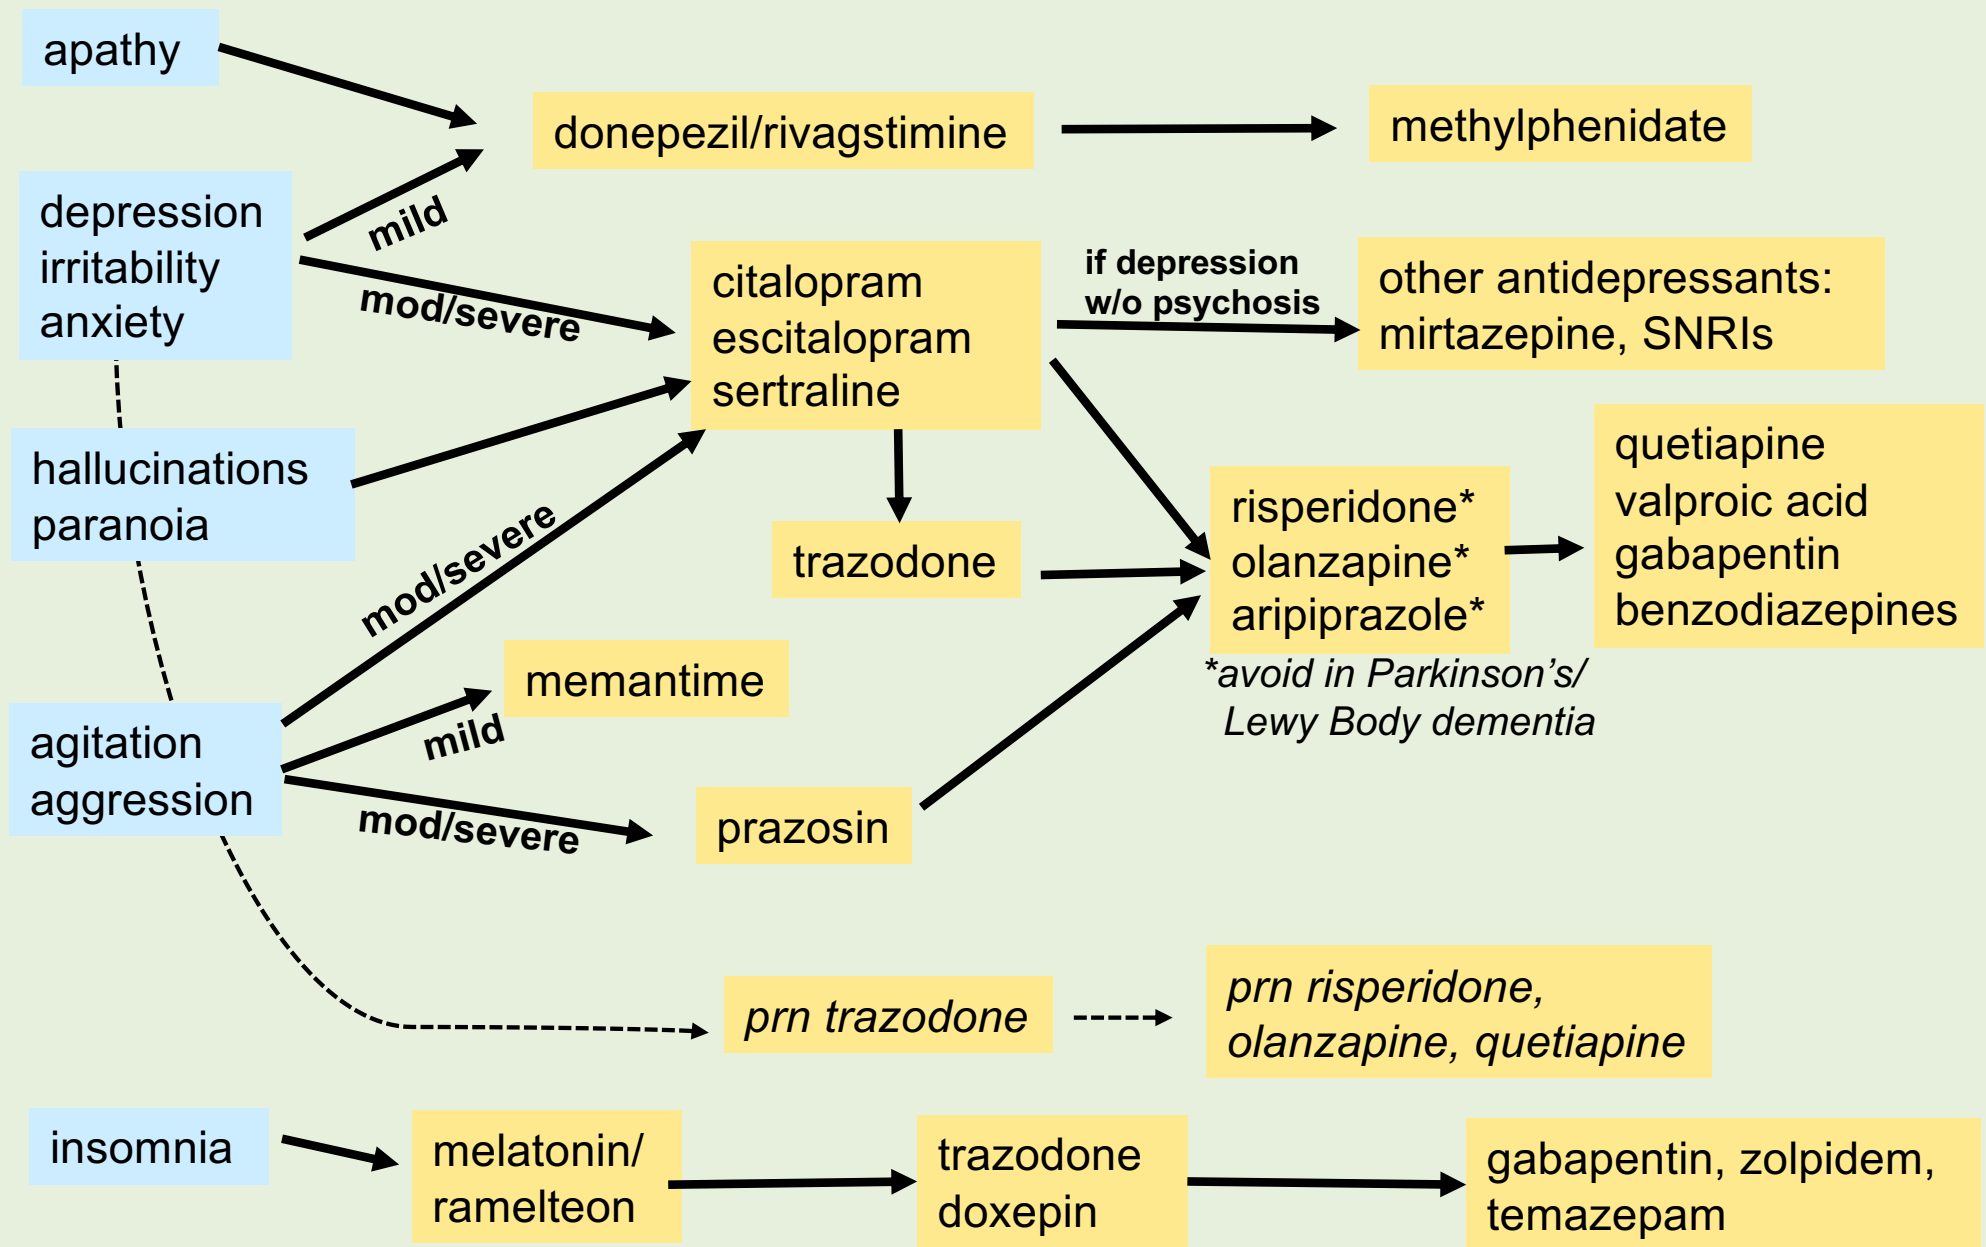 apathy
donepezil/rivagstimine
methylphenidate
depression
irritability
anxiety
mild
mod/severe
citalopram
escitalopram
sertraline
if depression
w/o psychosis
other antidepressants:
mirtazepine, SNRIs
hallucinations
paranoia
mod/severe
trazodone
risperidone*
olanzapine*
aripiprazole*
*avoid in Parkinson's/
Lewy Body dementia
quetiapine
valproic acid
gabapentin
benzodiazepines
agitation
aggression
mild
memantime
mod/severe
prazosin
prn trazodone
prn risperidone,
olanzapine, quetiapine
insomnia
melatonin/
ramelteon
trazodone
doxepin
gabapentin, zolpidem,
temazepam